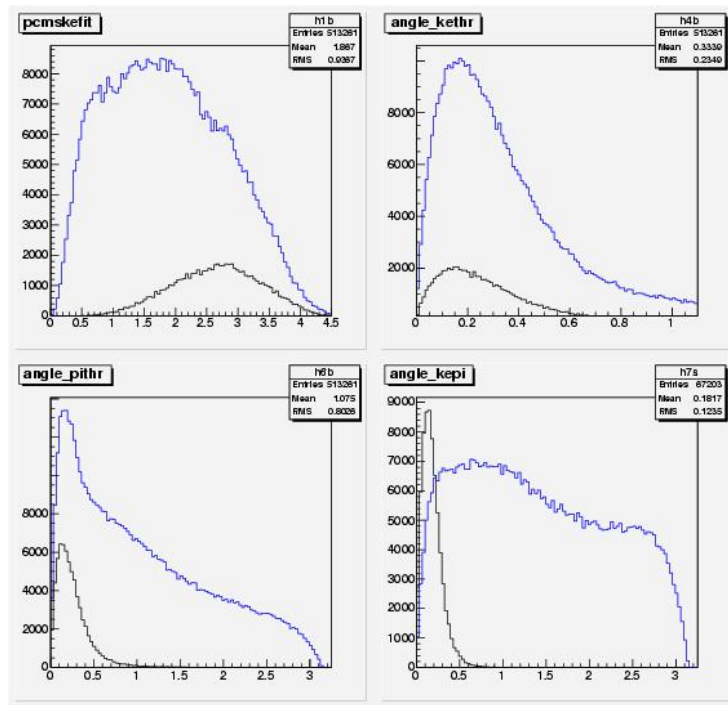 pcmskefit
h1b
Entries 513261
Mean 1.867
RMS 0.9367
8000
7000
6000
5000
4000
3000
2000
1000
0
0 0.5 1 1.5 2 2.5 3 3.5 4 4.5
angle_kethr
h4b
Entries 513261
Mean 0.3339
RMS 0.2349
10000
8000
6000
4000
2000
0 0.2 0.4 0.6 0.8 1
angle_pithr
h6b
Entries 513261
Mean 1.075
RMS 0.8026
8000
6000
4000
2000
0
0 0.5 1 1.5 2 2.5 3
angle_kepi
h7s
Entries 67203
Mean 0.1817
RMS 0.1235
9000
8000
7000
6000
5000
4000
3000
2000
1000
0
0 0.5 1 1.5 2 2.5 3